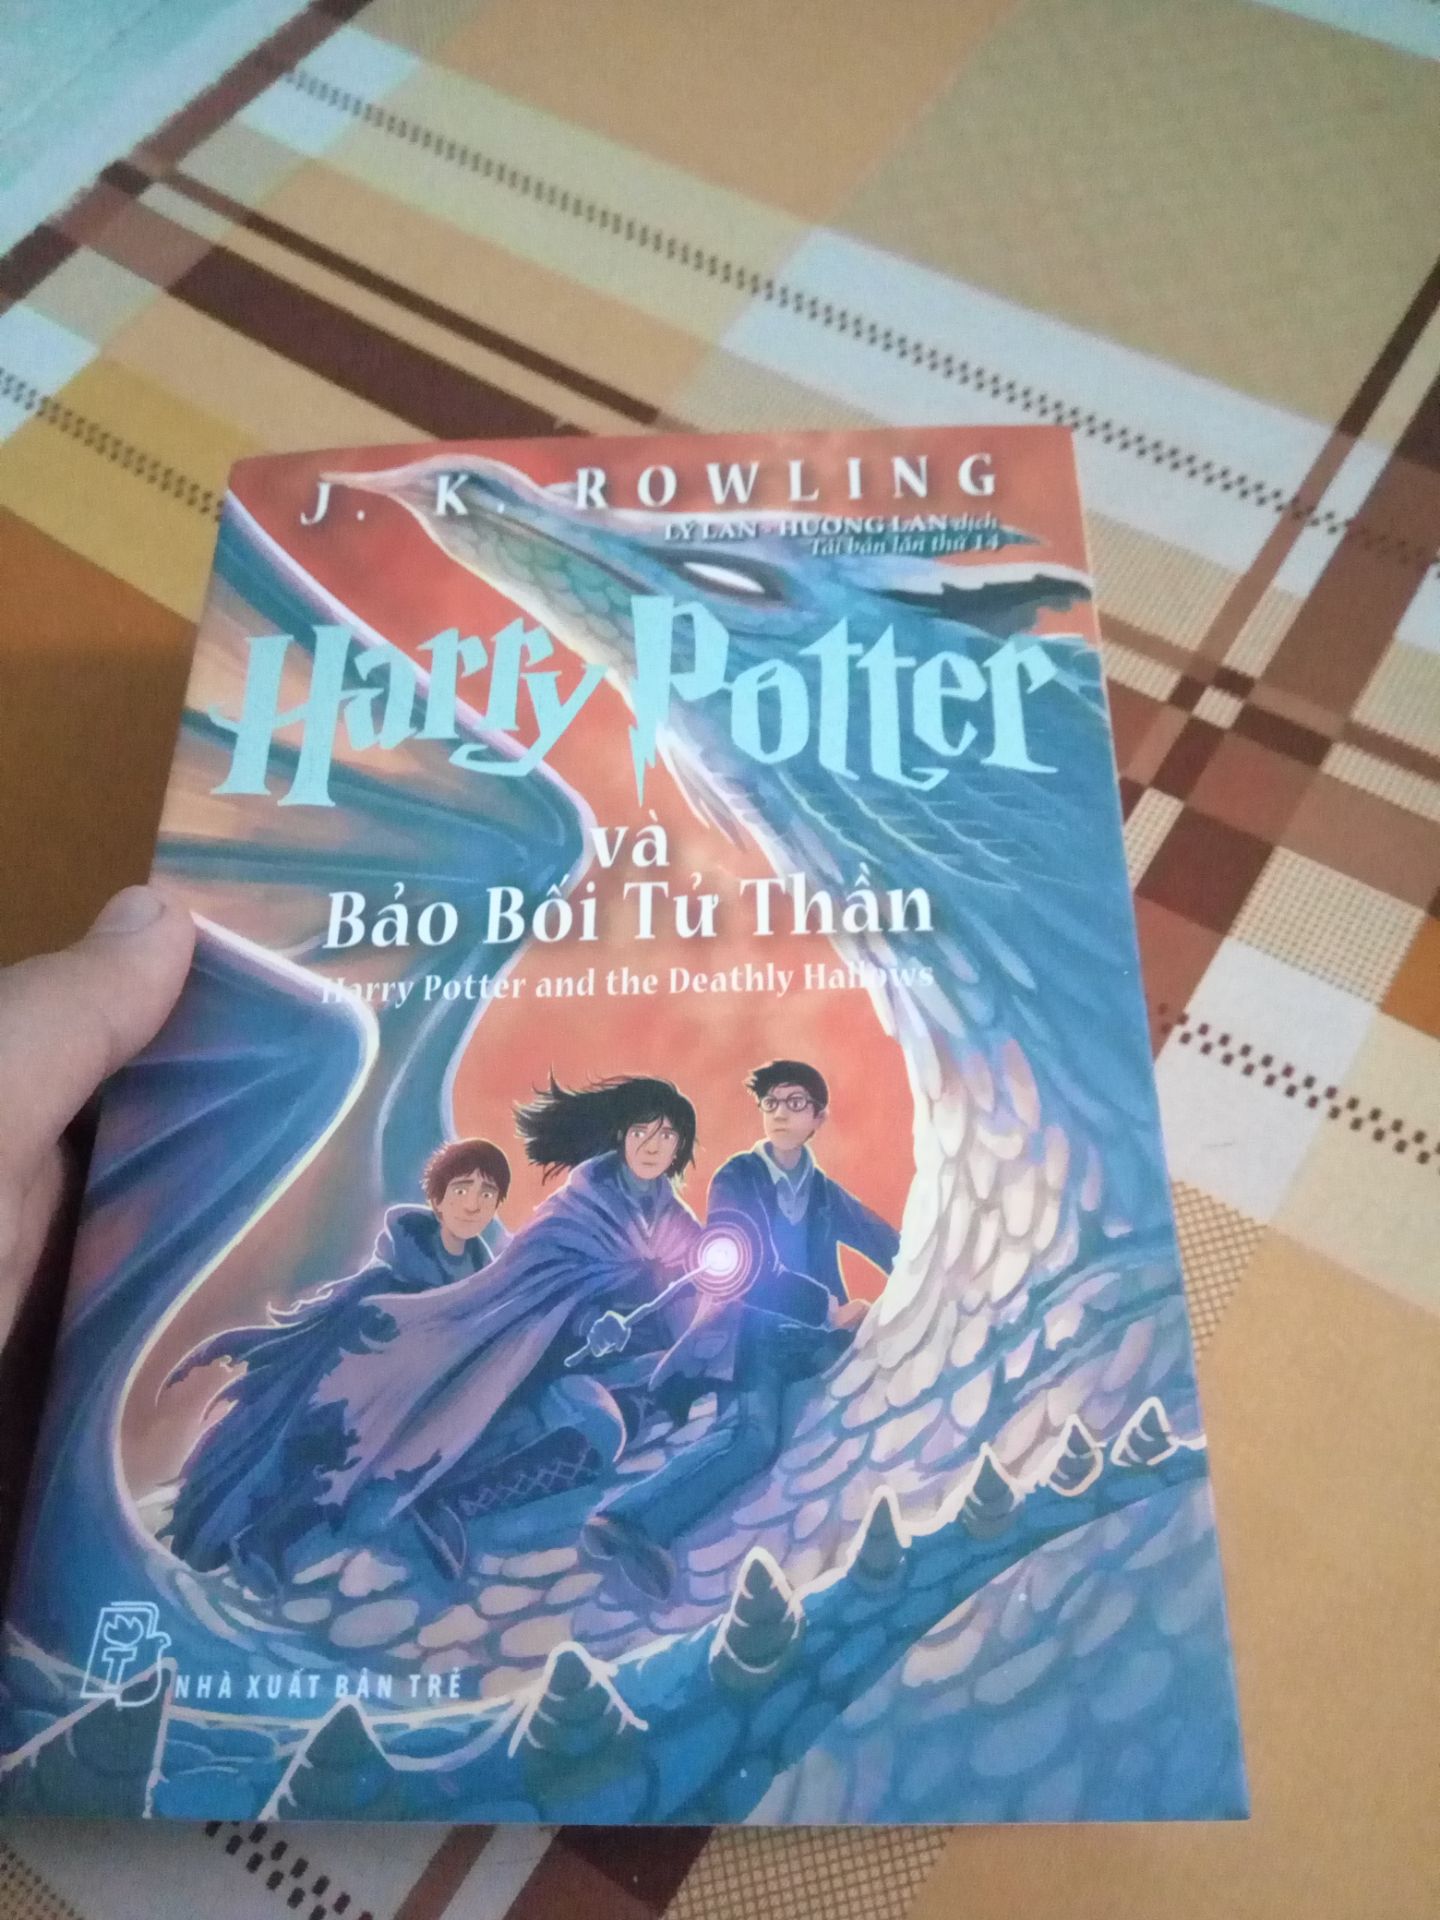 J. K. ROWLING
LÝ LAN - HƯƠNG LAN dịch
Tái bản lần thứ 14
Harry Potter
và
Bảo Bối Tử Thần
Harry Potter and the Deathly Hallows
NHÀ XUẤT BẢN TRẺ